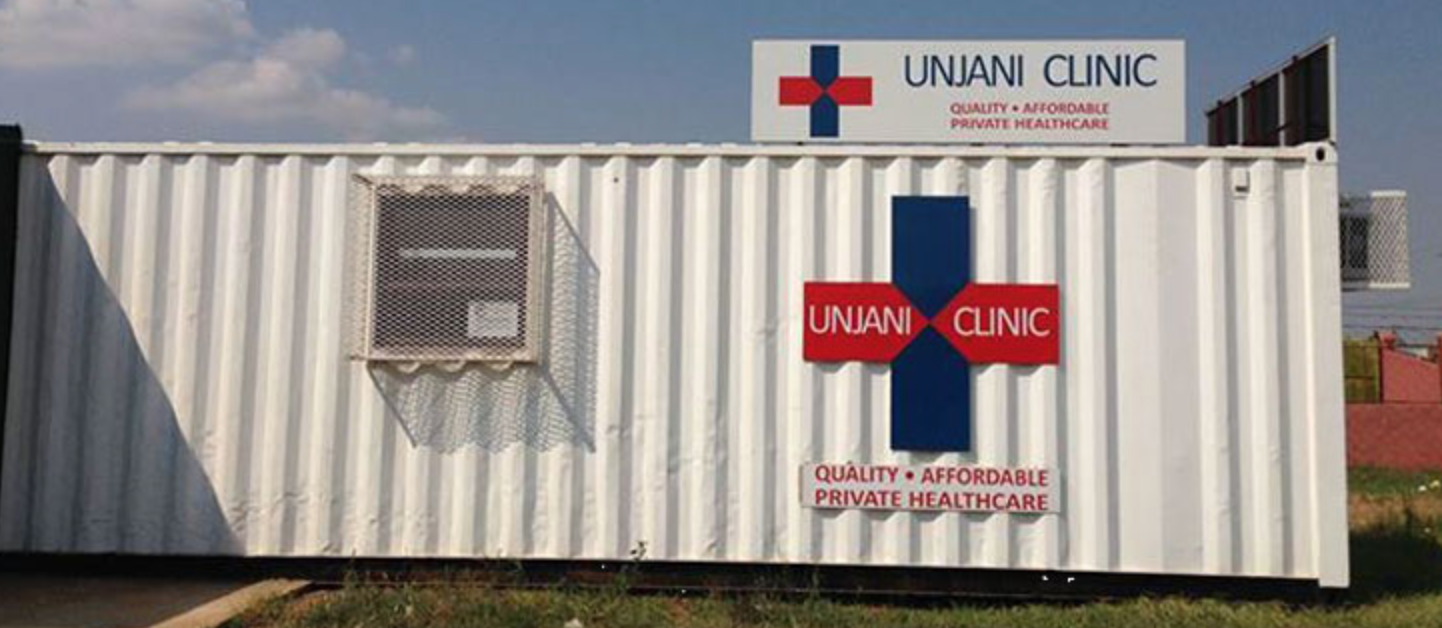 UNJANI CLINIC
QUALITY • AFFORDABLE
PRIVATE HEALTHCARE
UNJANI CLINIC
QUALITY • AFFORDABLE
PRIVATE HEALTHCARE